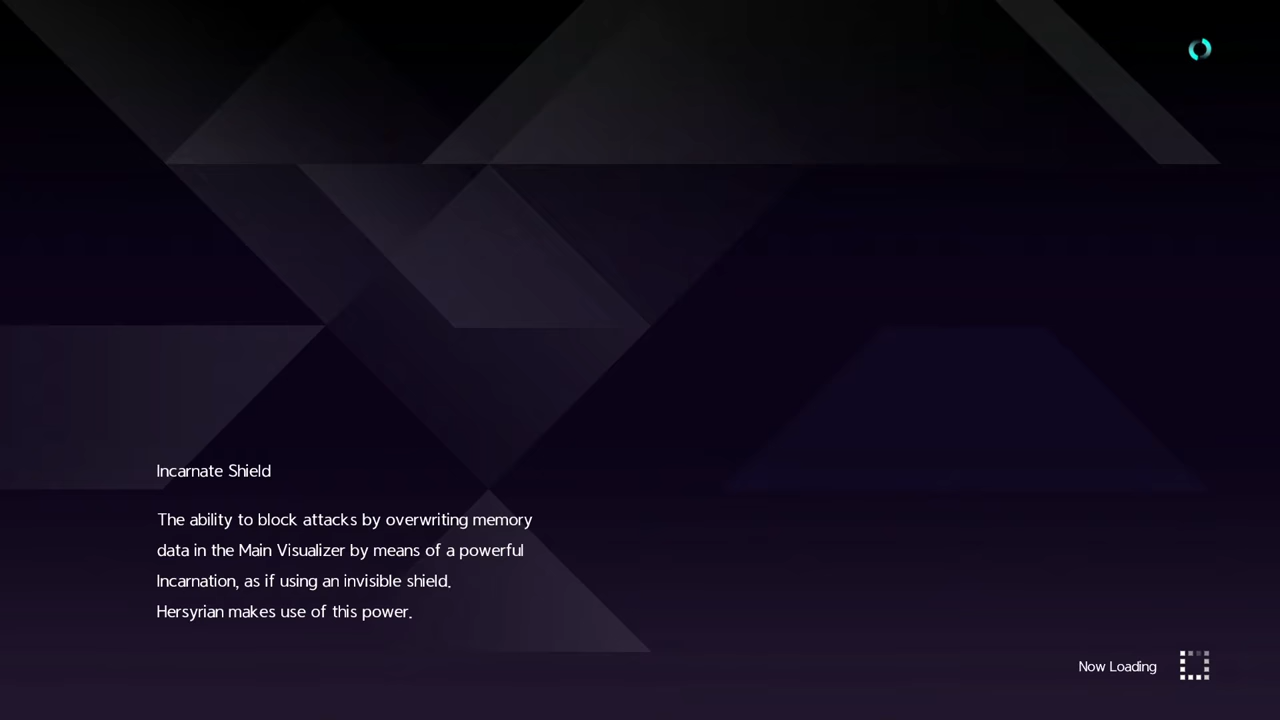 Incarnate Shield
The ability to block attacks by overwriting memory
data in the Main Visualizer by means of a powerful
Incarnation, as if using an invisible shield.
Hersyrian makes use of this power.
Now Loading